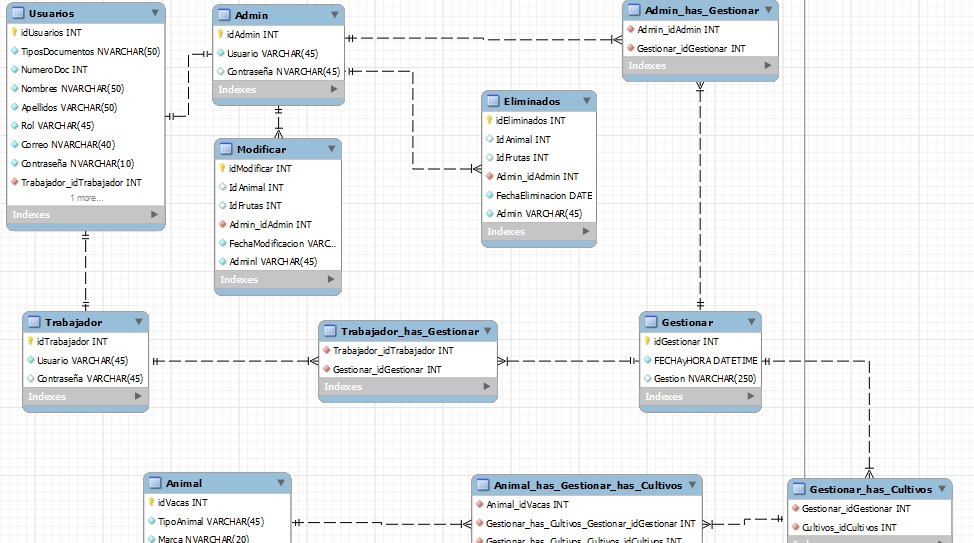 Usuarios
idUsuarios INT
TiposDocumentos NVARCHAR(50)
NumeroDoc INT
Nombres NVARCHAR(50)
Apellidos VARCHAR(50)
Rol VARCHAR(45)
Correo NVARCHAR(40)
Contraseña NVARCHAR(10)
Trabajador_idTrabajador INT
1 more...
Indexes
Admin
idAdmin INT
Usuario VARCHAR(45)
Contraseña NVARCHAR(45)
Indexes
Admin_has_Gestionar
Admin_idAdmin INT
Gestionar_idGestionar INT
Indexes
Eliminados
idEliminados INT
IdAnimal INT
IdFrutas INT
Admin_idAdmin INT
FechaEliminacion DATE
Admin VARCHAR(45)
Indexes
Modificar
idModificar INT
IdAnimal INT
IdFrutas INT
Admin_idAdmin INT
FechaModificacion VARC...
AdminI VARCHAR(45)
Indexes
Trabajador
idTrabajador INT
Usuario VARCHAR(45)
Contraseña VARCHAR(45)
Indexes
Trabajador_has_Gestionar
Trabajador_idTrabajador INT
Gestionar_idGestionar INT
Indexes
Gestionar
idGestionar INT
FECHAyHORA DATETIME
Gestion NVARCHAR(250)
Indexes
Animal
idVacas INT
TipoAnimal VARCHAR(45)
Marca NVARCHAR(20)
Animal_has_Gestionar_has_Cultivos
Animal_idVacas INT
Gestionar_has_Cultivos_Gestionar_idGestionar INT
Gestionar_has_Cultivos_Cultivos_idCultivos INT
Gestionar_has_Cultivos
Gestionar_idGestionar INT
Cultivos_idCultivos INT